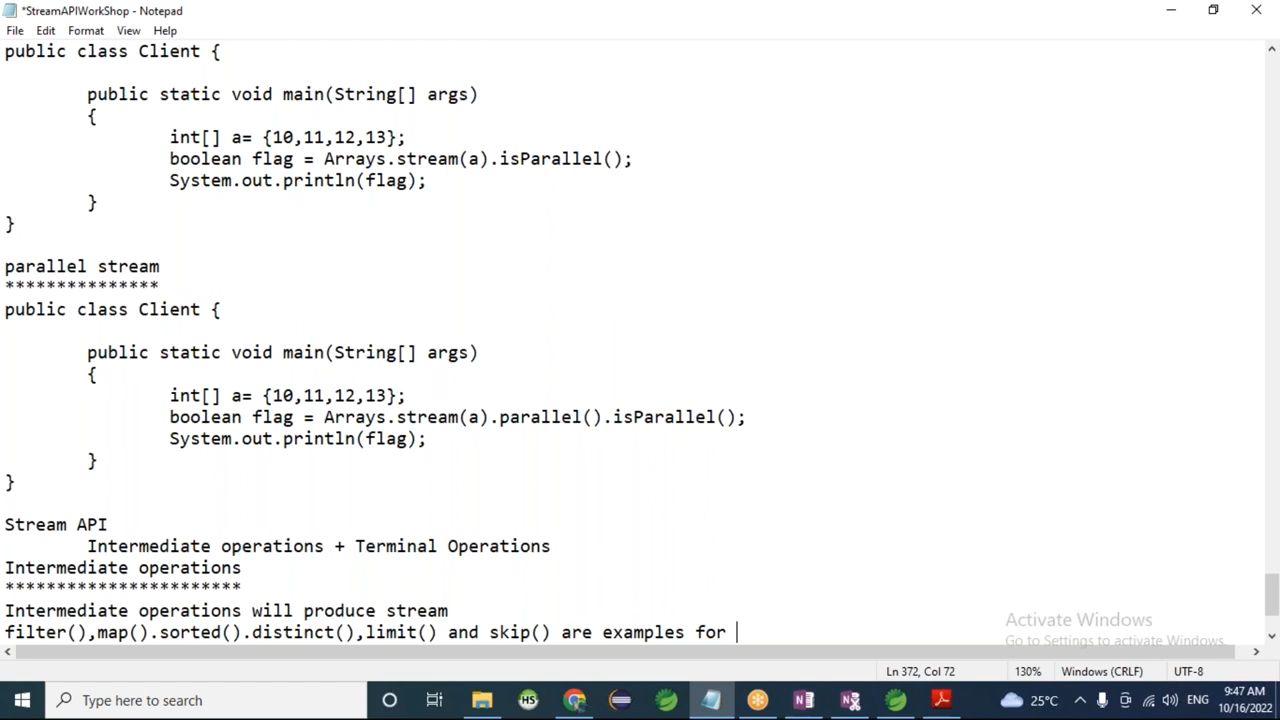 *StreamAPIWorkShop - Notepad
File Edit Format View Help
public class Client {
public static void main(String[] args)
{
int[] a= {10,11,12,13};
boolean flag = Arrays.stream(a).isParallel();
System.out.println(flag);
}
}
parallel stream
***************
public class Client {
public static void main(String[] args)
{
int[] a= {10,11,12,13};
boolean flag = Arrays.stream(a).parallel().isParallel();
System.out.println(flag);
}
}
Stream API
Intermediate operations + Terminal Operations
Intermediate operations
***********************
Intermediate operations will produce stream
filter(),map().sorted().distinct(),limit() and skip() are examples for
Activate Windows
Go to Settings to activate Windows.
Ln 372, Col 72 130% Windows (CRLF) UTF-8
Type here to search HS 25°C ENG 9:47 AM
10/16/2022